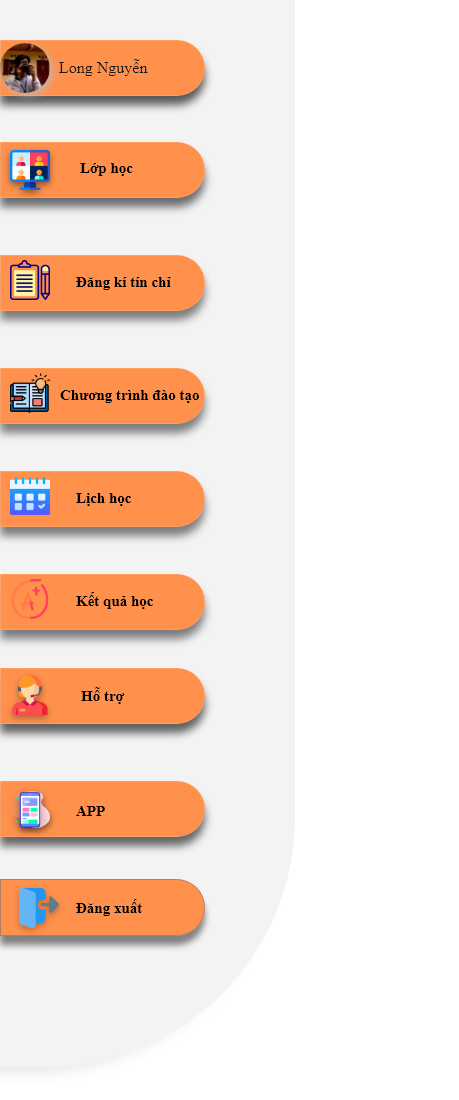 Long Nguyễn
Lớp học
Đăng kí tín chỉ
Chương trình đào tạo
Lịch học
Kết quả học
Hỗ trợ
APP
Đăng xuất